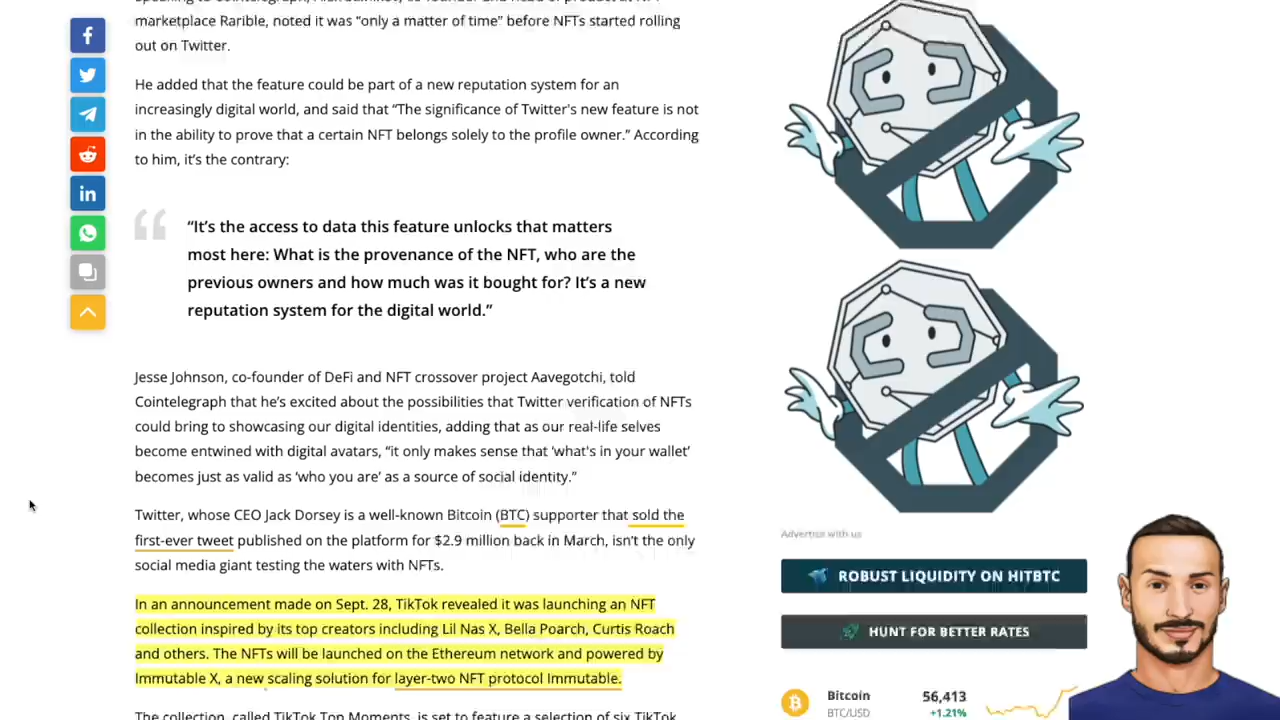 marketplace Rarible, noted it was “only a matter of time” before NFTs started rolling
out on Twitter.
He added that the feature could be part of a new reputation system for an
increasingly digital world, and said that “The significance of Twitter's new feature is not
in the ability to prove that a certain NFT belongs solely to the profile owner.” According
to him, it’s the contrary:
“It’s the access to data this feature unlocks that matters
most here: What is the provenance of the NFT, who are the
previous owners and how much was it bought for? It’s a new
reputation system for the digital world.”
Jesse Johnson, co-founder of DeFi and NFT crossover project Aavegotchi, told
Cointelegraph that he’s excited about the possibilities that Twitter verification of NFTs
could bring to showcasing our digital identities, adding that as our real-life selves
become entwined with digital avatars, “it only makes sense that ‘what's in your wallet’
becomes just as valid as ‘who you are’ as a source of social identity.”
Twitter, whose CEO Jack Dorsey is a well-known Bitcoin (BTC) supporter that sold the
first-ever tweet published on the platform for $2.9 million back in March, isn’t the only
social media giant testing the waters with NFTs.
In an announcement made on Sept. 28, TikTok revealed it was launching an NFT
collection inspired by its top creators including Lil Nas X, Bella Poarch, Curtis Roach
and others. The NFTs will be launched on the Ethereum network and powered by
Immutable X, a new scaling solution for layer-two NFT protocol Immutable.
The collection, called TikTok Top Moments, is set to feature a selection of six TikTok
Advertise with us
ROBUST LIQUIDITY ON HITBTC
HUNT FOR BETTER RATES
Bitcoin 56,413
BTC/USD +1.21%